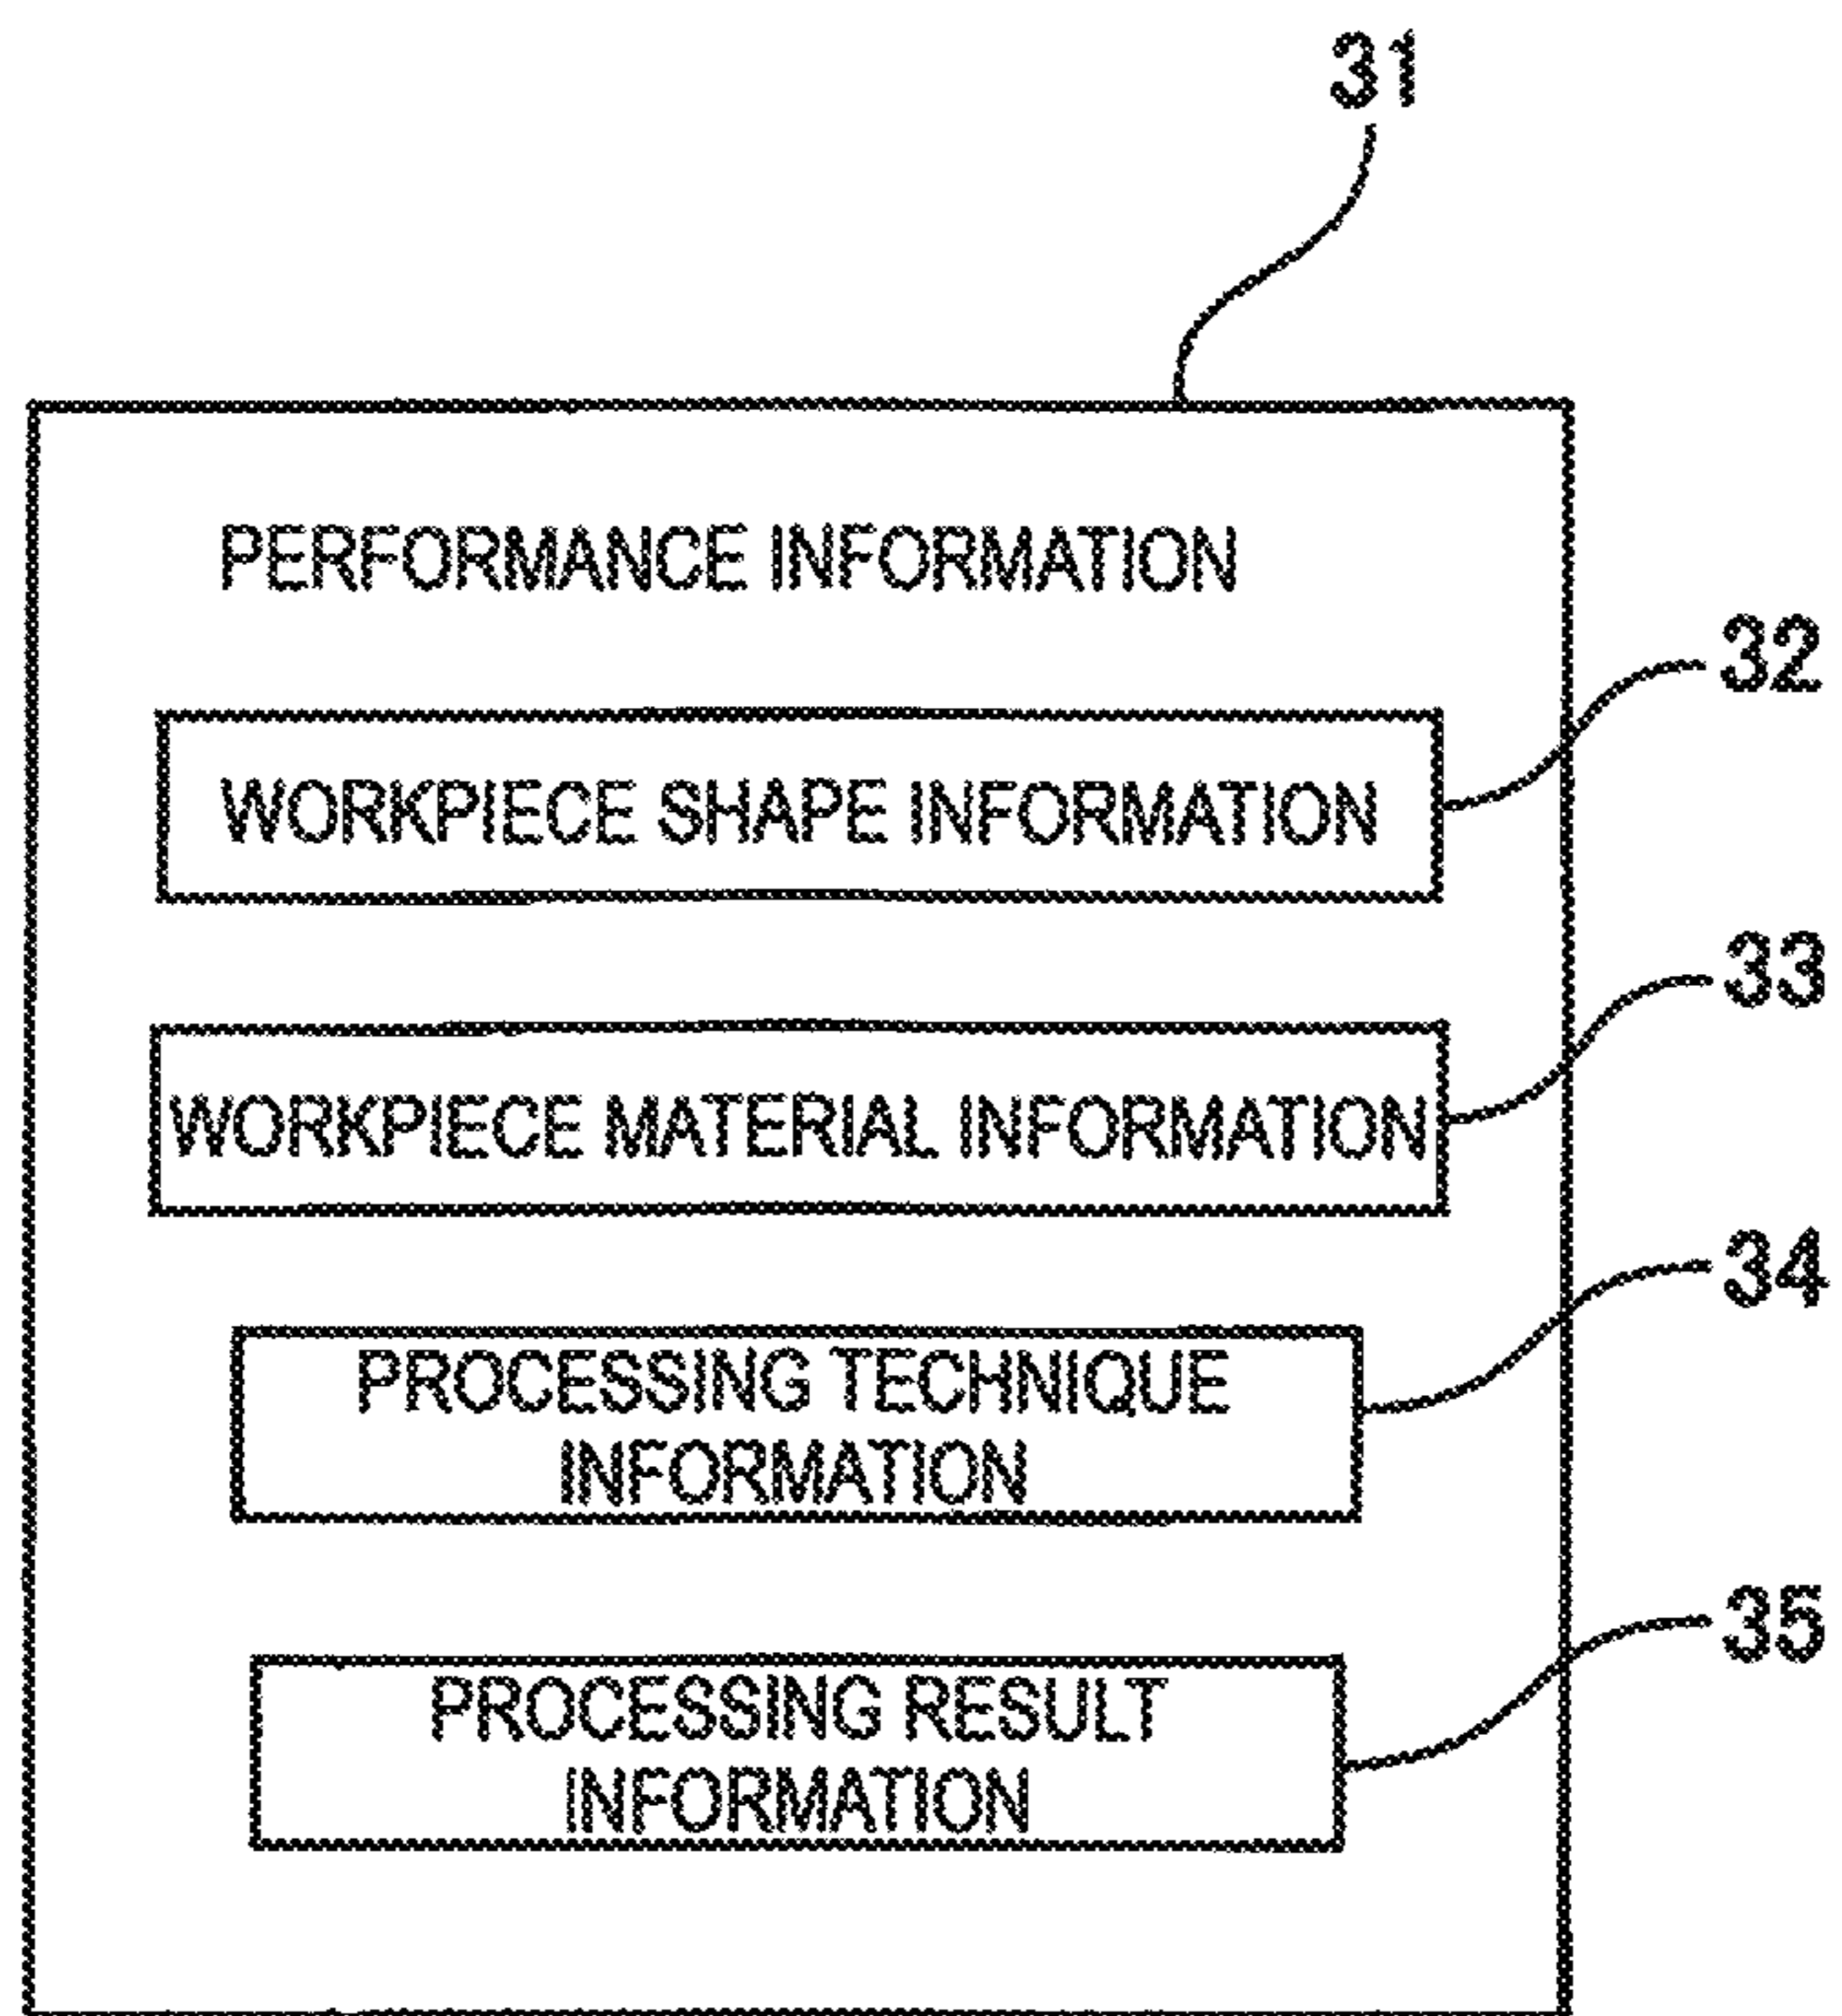 31
PERFORMANCE INFORMATION
32
WORKPIECE SHAPE INFORMATION
33
WORKPIECE MATERIAL INFORMATION
34
PROCESSING TECHNIQUE
INFORMATION
35
PROCESSING RESULT
INFORMATION